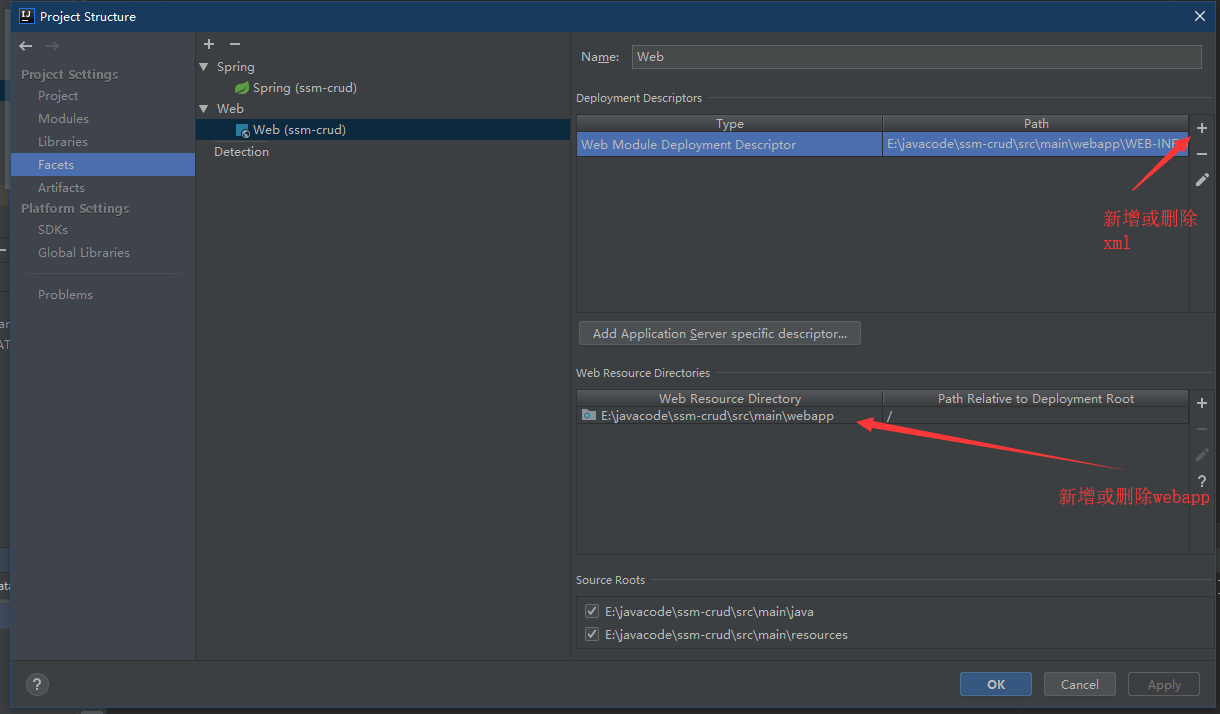 Project Structure
Project Settings
Project
Modules
Libraries
Facets
Artifacts
Platform Settings
SDKs
Global Libraries
Problems
Spring
Spring (ssm-crud)
Web
Web (ssm-crud)
Detection
Name: Web
Deployment Descriptors
Type Path
Web Module Deployment Descriptor E:\javacode\ssm-crud\src\main\webapp\WEB-INF
新增或删除
xml
Add Application Server specific descriptor...
Web Resource Directories
Web Resource Directory Path Relative to Deployment Root
E:\javacode\ssm-crud\src\main\webapp /
?
新增或删除webapp
Source Roots
E:\javacode\ssm-crud\src\main\java
E:\javacode\ssm-crud\src\main\resources
? OK Cancel Apply